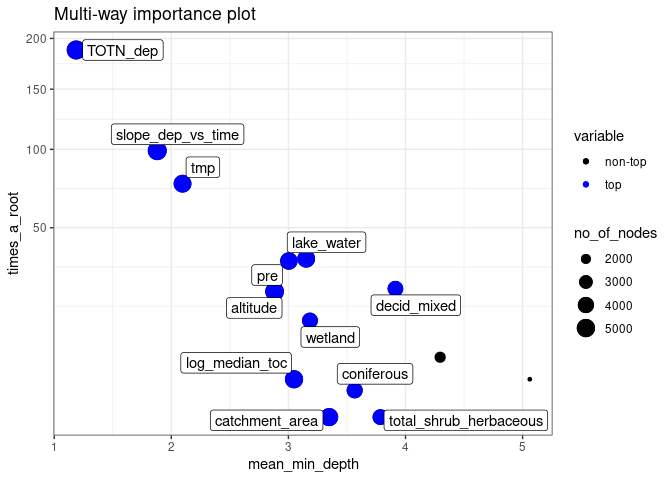 Multi-way importance plot
200
150
100
50
times_a_root
TOTN_dep
slope_dep_vs_time
tmp
lake_water
pre
altitude
decid_mixed
wetland
log_median_toc
coniferous
catchment_area
total_shrub_herbaceous
1 2 3 4 5
mean_min_depth
variable
non-top
top
no_of_nodes
2000
3000
4000
5000